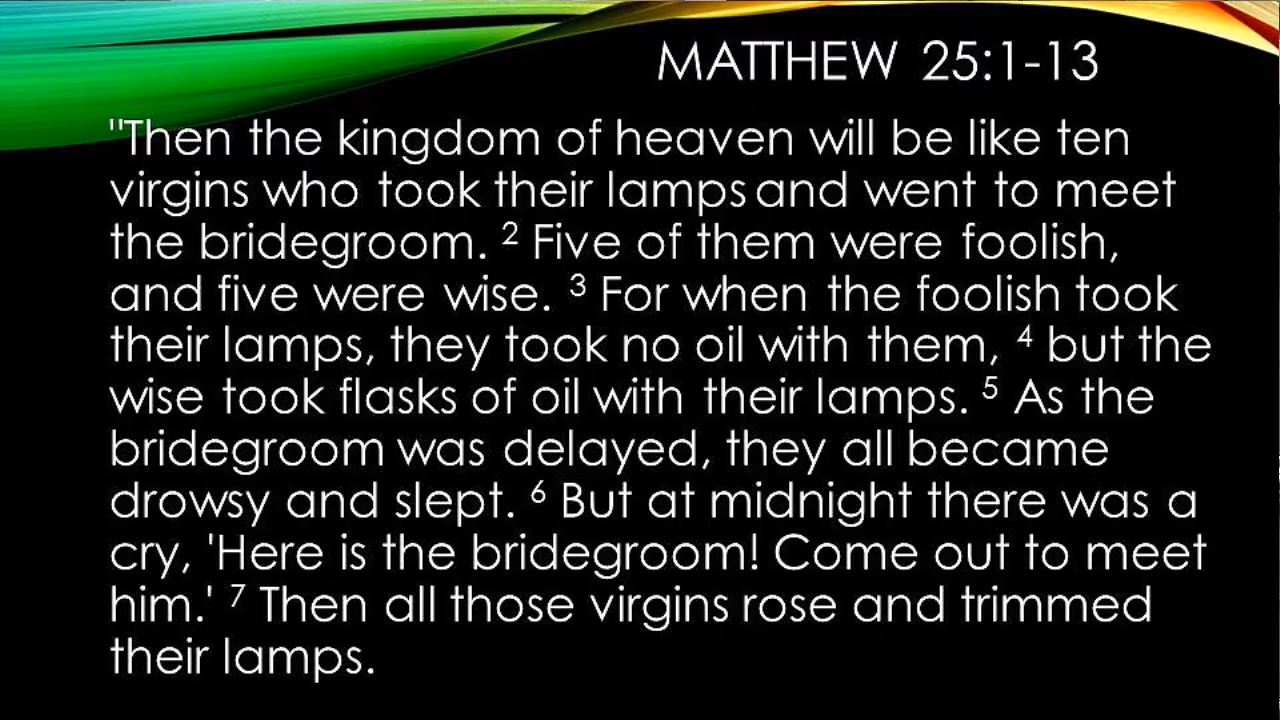 MATTHEW 25:1-13
"Then the kingdom of heaven will be like ten
virgins who took their lamps and went to meet
the bridegroom. ² Five of them were foolish,
and five were wise. ³ For when the foolish took
their lamps, they took no oil with them, ⁴ but the
wise took flasks of oil with their lamps. ⁵ As the
bridegroom was delayed, they all became
drowsy and slept. ⁶ But at midnight there was a
cry, 'Here is the bridegroom! Come out to meet
him.' ⁷ Then all those virgins rose and trimmed
their lamps.